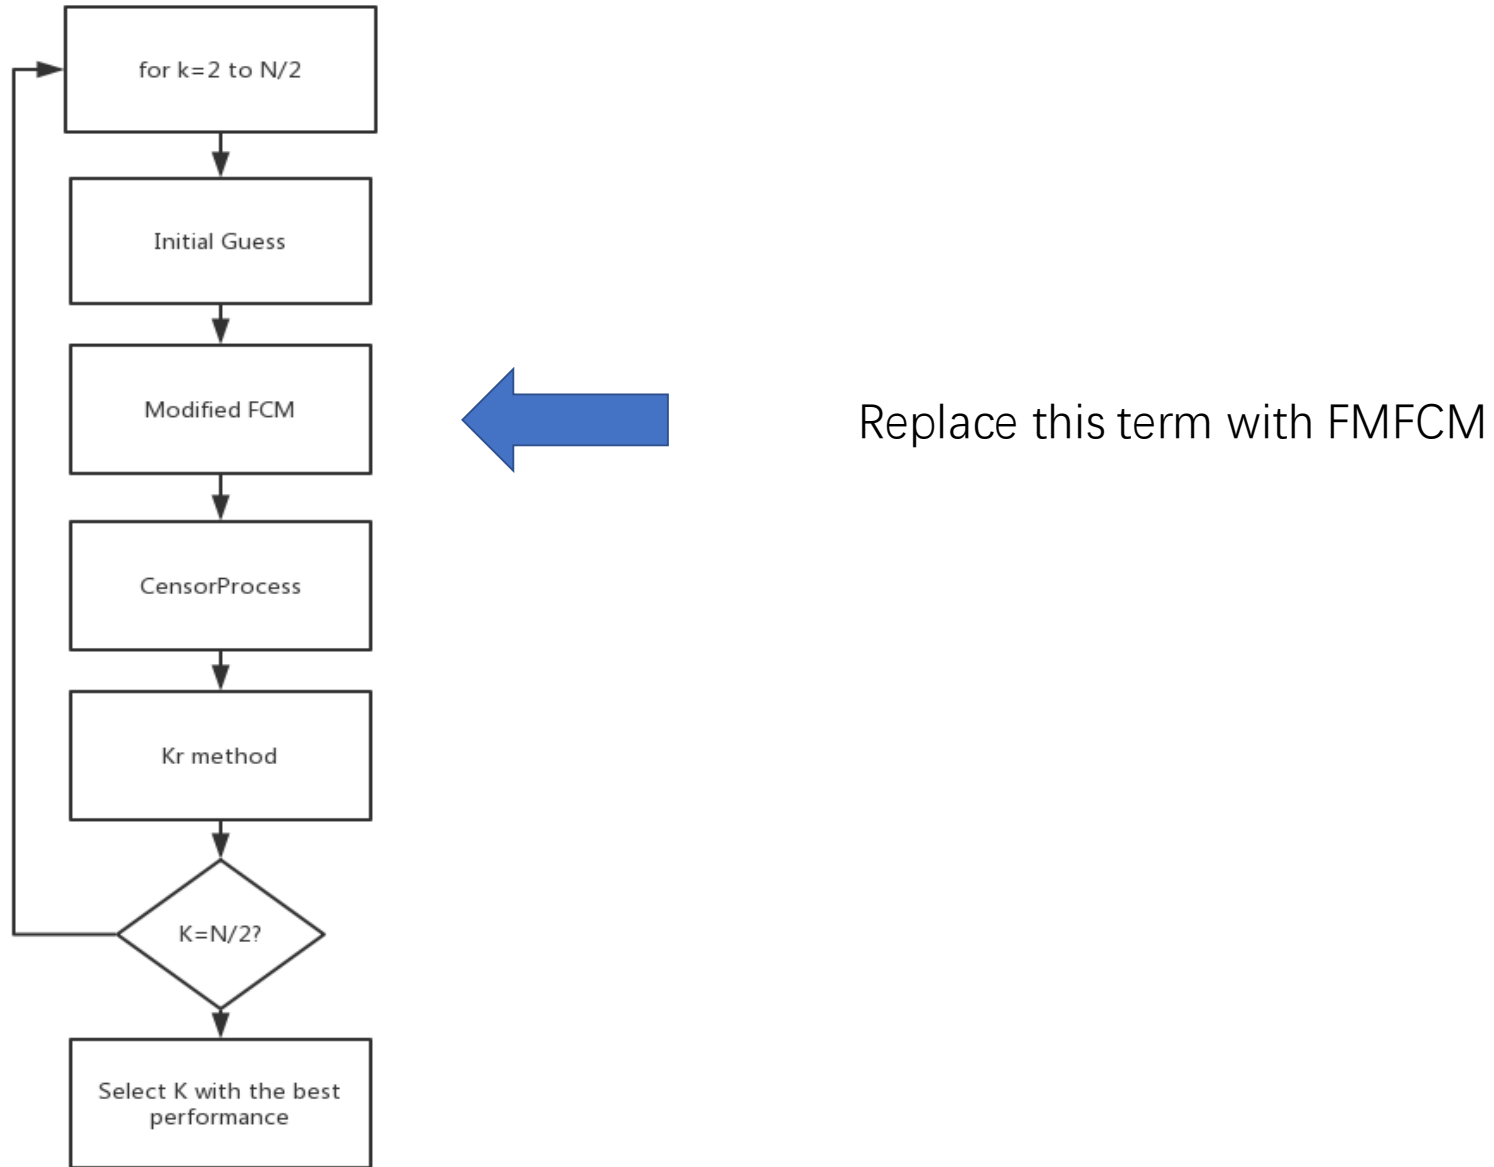 for k=2 to N/2
Initial Guess
Modified FCM
Replace this term with FMFCM
CensorProcess
Kr method
K=N/2?
Select K with the best
performance